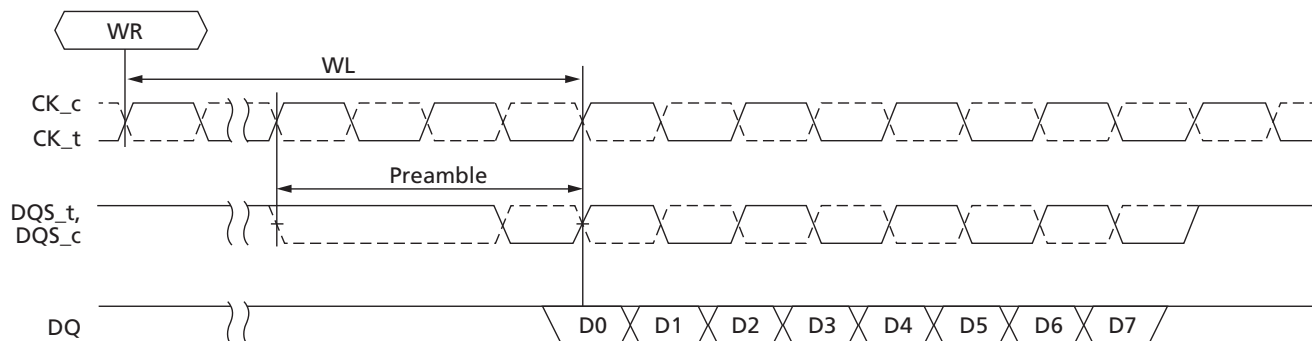 WR
WL
CK_c
CK_t
Preamble
DQS_t,
DQS_c
DQ
D0 D1 D2 D3 D4 D5 D6 D7